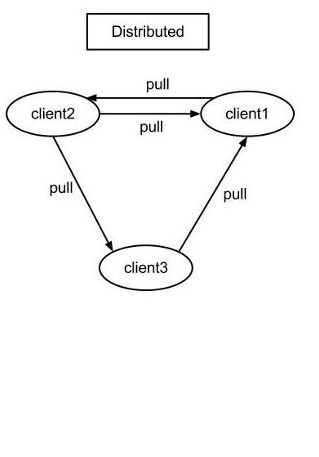 Distributed
pull
client2
client1
pull
pull
pull
client3